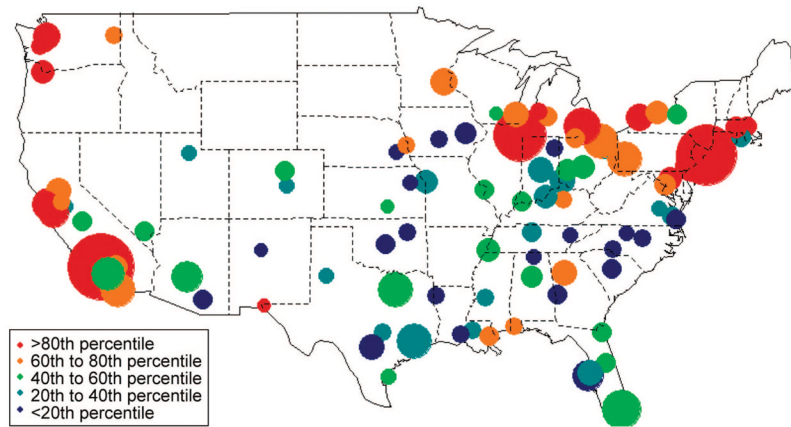 >80th percentile
60th to 80th percentile
40th to 60th percentile
20th to 40th percentile
<20th percentile